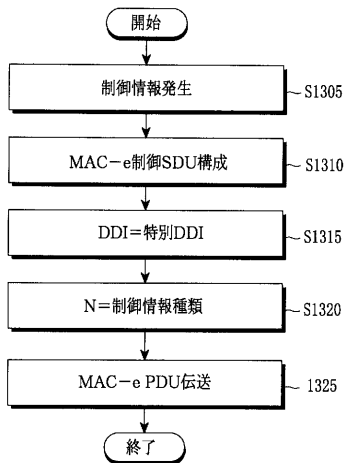 開始
制御情報発生
S1305
MAC-e制御SDU構成
S1310
DDI=特別DDI
S1315
N=制御情報種類
S1320
MAC-e PDU伝送
1325
終了